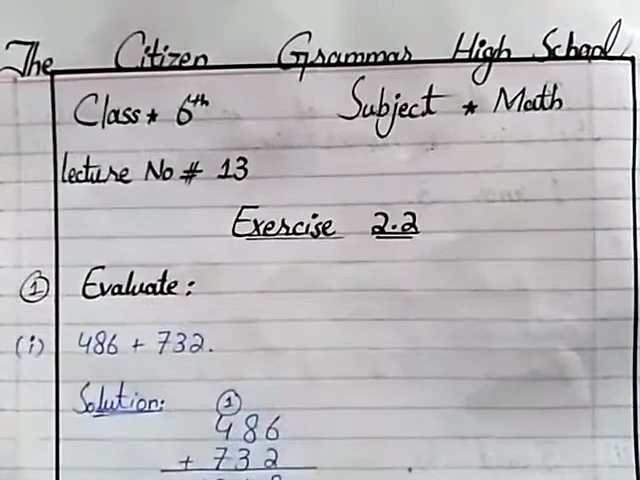 The Citizen Grammar High School
Class * 6th Subject * Math
lecture No # 13
Exercise 2.2
① Evaluate:
(i) 486 + 732.
Solution:
①
486
+ 732